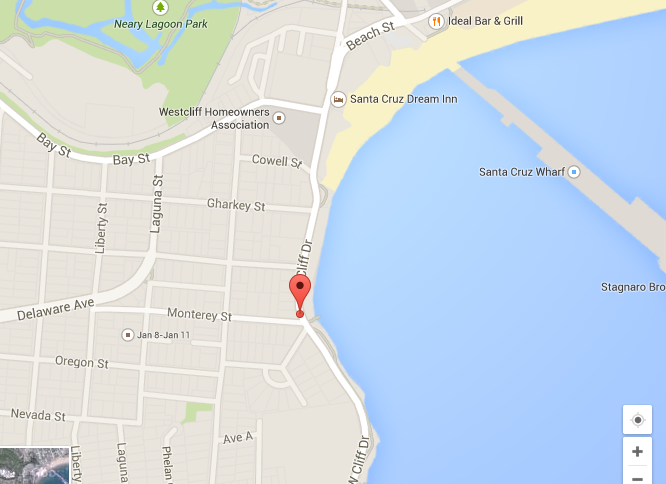 Neary Lagoon Park
Beach St
Ideal Bar & Grill
Santa Cruz Dream Inn
Westcliff Homeowners
Association
Bay St
Bay St
Cowell St
Santa Cruz Wharf
Laguna St
Liberty St
Gharkey St
Cliff Dr
Stagnaro Bro
Delaware Ave
Monterey St
Jan 8-Jan 11
Oregon St
Nevada St
Ave A
Liberty
Laguna
Phelan
W Cliff Dr